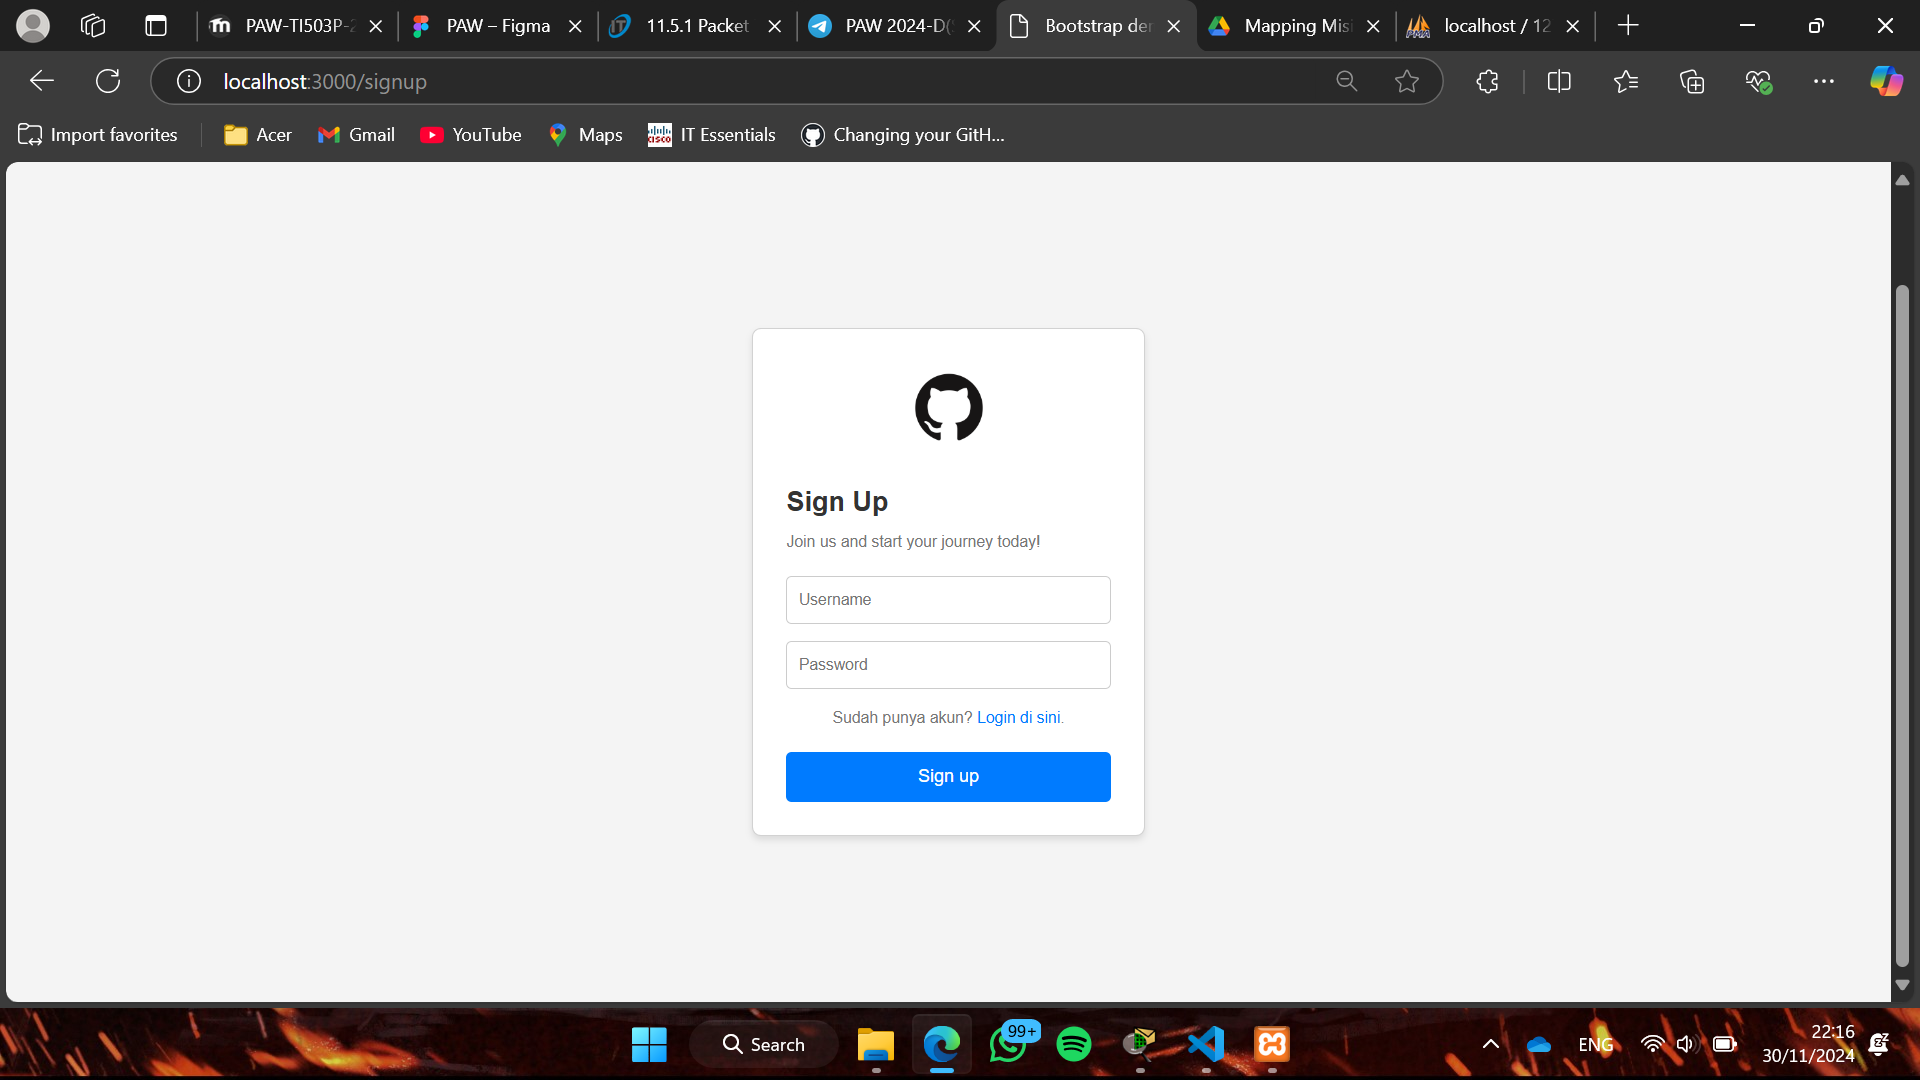 PAW-TI503P-2
PAW – Figma
11.5.1 Packet
PAW 2024-D(
Bootstrap der
Mapping Misi
localhost / 12
localhost:3000/signup
Import favorites
Acer
Gmail
YouTube
Maps
IT Essentials
Changing your GitH...
Sign Up
Join us and start your journey today!
Username
Password
Sudah punya akun? Login di sini.
Sign up
Search
99+
ENG
22:16
30/11/2024